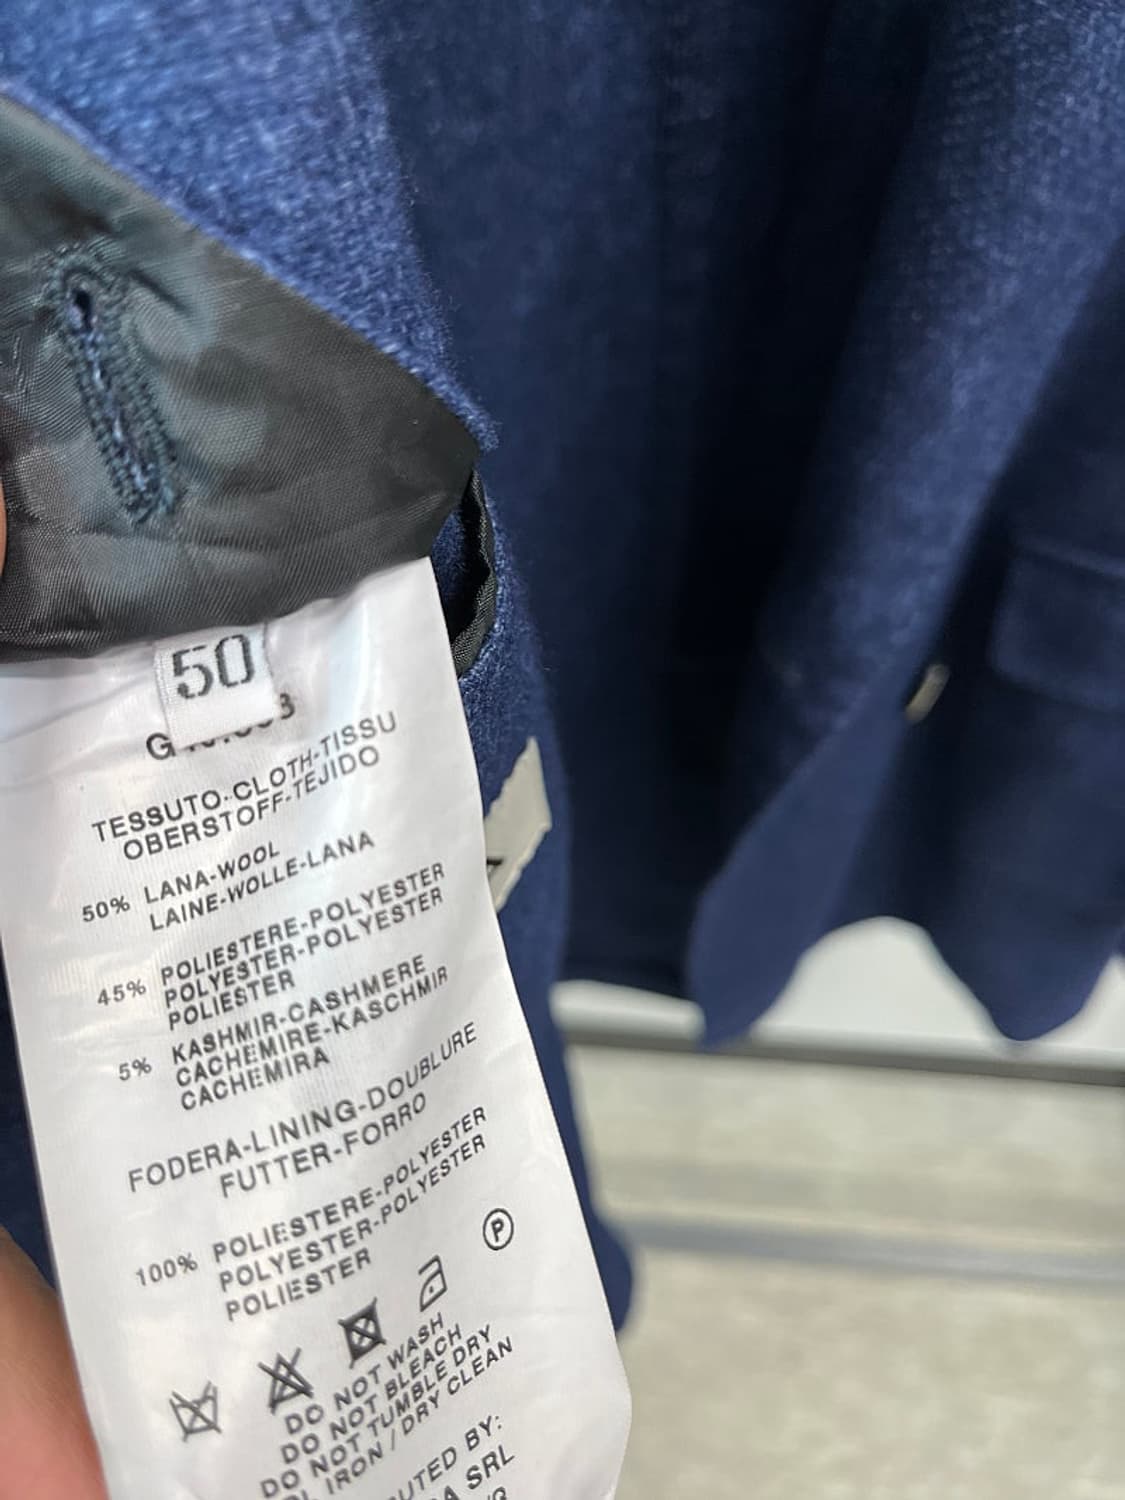 50
TESSUTO-CLOTH-TISSU
OBERSTOFF-TEJIDO
50% LANA-WOOL
LAINE-WOLLE-LANA
45% POLIESTERE-POLYESTER
POLYESTER-POLYESTER
POLIESTER
5% KASHMIR-CASHMERE
CACHEMIRE-KASCHMIR
CACHEMIRA
FODERA-LINING-DOUBLURE
FUTTER-FORRO
100% POLIESTERE-POLYESTER
POLYESTER-POLYESTER
POLIESTER
P
DO NOT WASH
DO NOT BLEACH
DO NOT TUMBLE DRY
IRON / DRY CLEAN
BY:
SRL